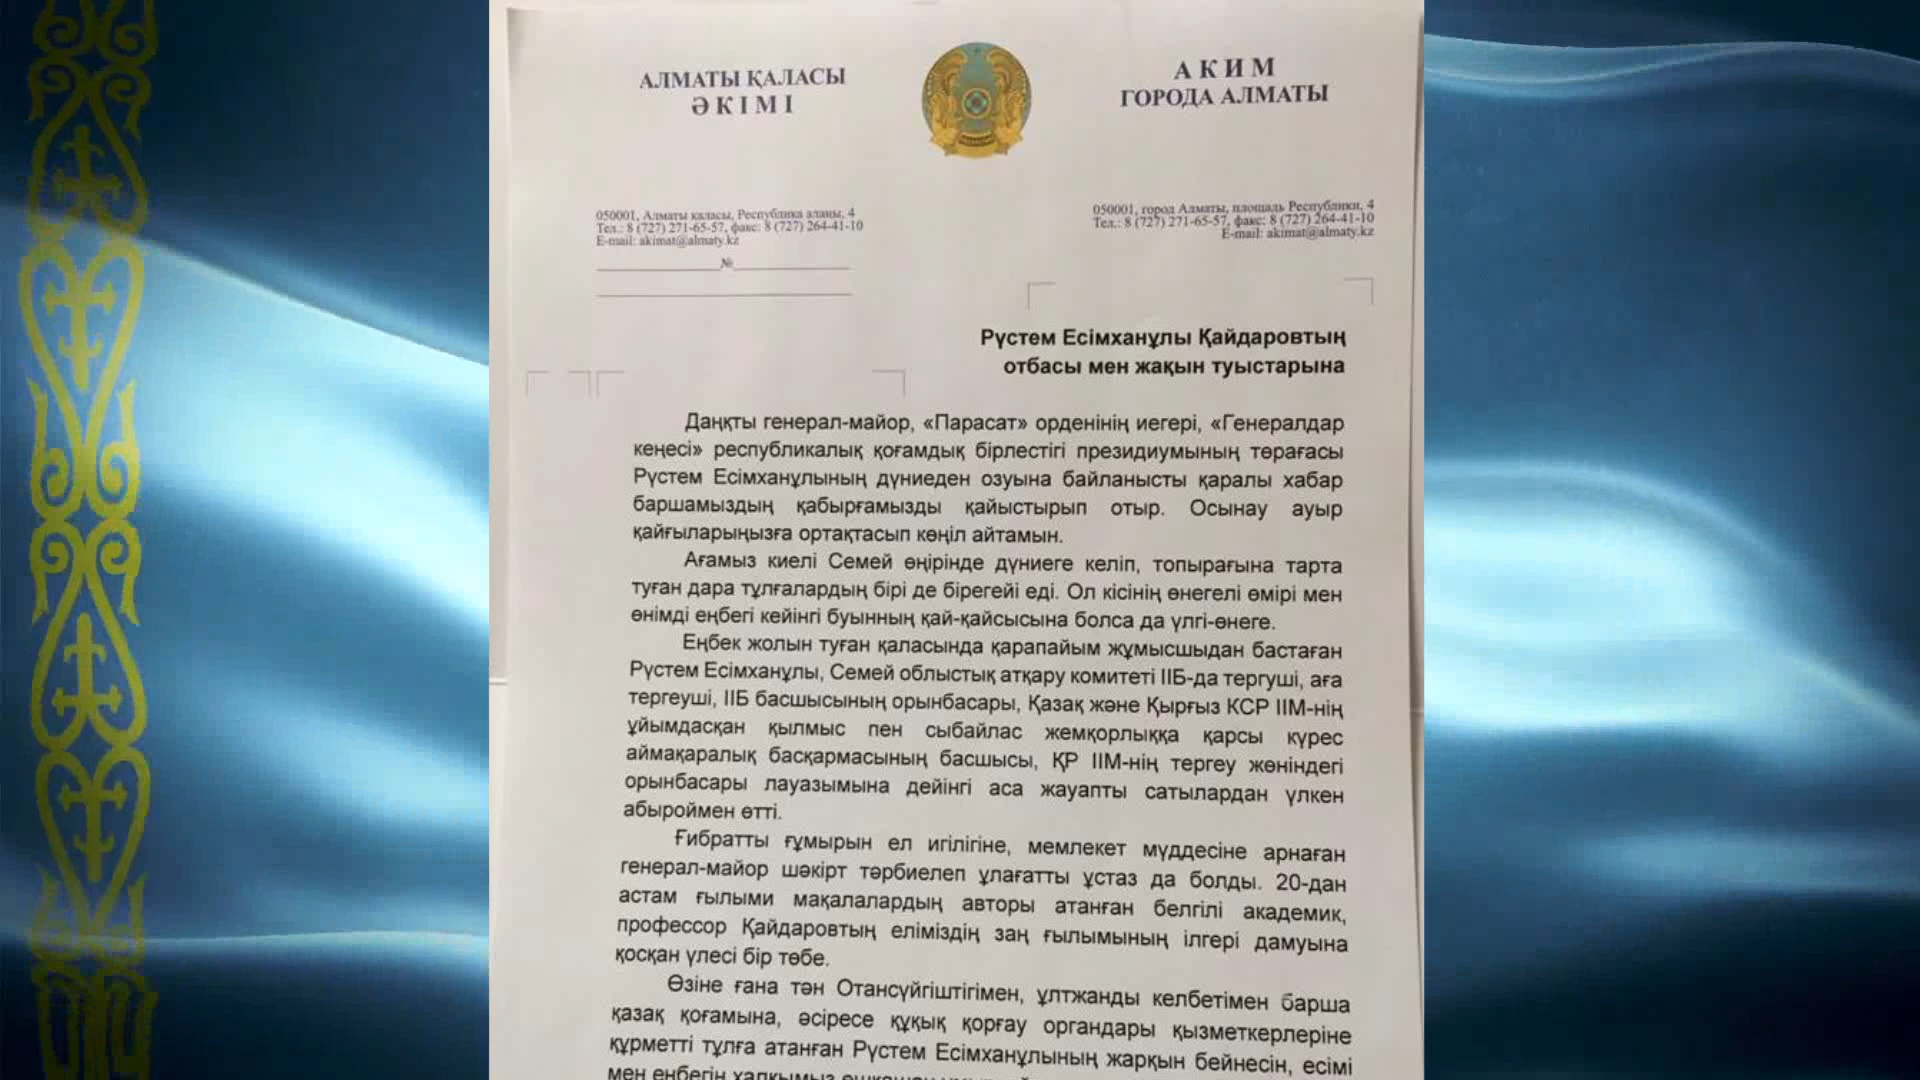 АЛМАТЫ ҚАЛАСЫ
ӘКІМІ
АКИМ
ГОРОДА АЛМАТЫ
050001, Алматы қаласы, Республика алаңы, 4
Тел.: 8 (727) 271-65-57, факс: 8 (727) 264-41-10
E-mail: akimat@almaty.kz
№
050001, город Алматы, площадь Республики, 4
Тел.: 8 (727) 271-65-57, факс: 8 (727) 264-41-10
E-mail: akimat@almaty.kz
Рүстем Есімханұлы Қайдаровтың
отбасы мен жақын туыстарына
Даңқты генерал-майор, «Парасат» орденінің иегері, «Генералдар
кеңесі» республикалық қоғамдық бірлестігі президиумының төрағасы
Рүстем Есімханұлының дүниеден озуына байланысты қаралы хабар
баршамыздың қабырғамызды қайыстырып отыр. Осынау ауыр
қайғыларыңызға ортақтасып көңіл айтамын.
Ағамыз киелі Семей өңірінде дүниеге келіп, топырағына тарта
туған дара тұлғалардың бірі де бірегейі еді. Ол кісінің өнегелі өмірі мен
өнімді еңбегі кейінгі буынның қай-қайсысына болса да үлгі-өнеге.
Еңбек жолын туған қаласында қарапайым жұмысшыдан бастаған
Рүстем Есімханұлы, Семей облыстық атқару комитеті ІІБ-да тергуші, аға
тергеуші, ІІБ басшысының орынбасары, Қазақ және Қырғыз КСР ІІМ-нің
ұйымдасқан қылмыс пен сыбайлас жемқорлыққа қарсы күрес
аймақаралық басқармасының басшысы, ҚР ІІМ-нің тергеу жөніндегі
орынбасары лауазымына дейінгі аса жауапты сатылардан үлкен
абыроймен өтті.
Ғибратты ғұмырын ел игілігіне, мемлекет мүддесіне арнаған
генерал-майор шәкірт тәрбиелеп ұлағатты ұстаз да болды. 20-дан
астам ғылыми мақалалардың авторы атанған белгілі академик,
профессор Қайдаровтың еліміздің заң ғылымының ілгері дамуына
қосқан үлесі бір төбе.
Өзіне ғана тән Отансүйгіштігімен, ұлтжанды келбетімен барша
қазақ қоғамына, әсіресе құқық қорғау органдары қызметкерлеріне
құрметті тұлға атанған Рүстем Есімханұлының жарқын бейнесін, есімі
мен еңбегін халқымыз ешқашан